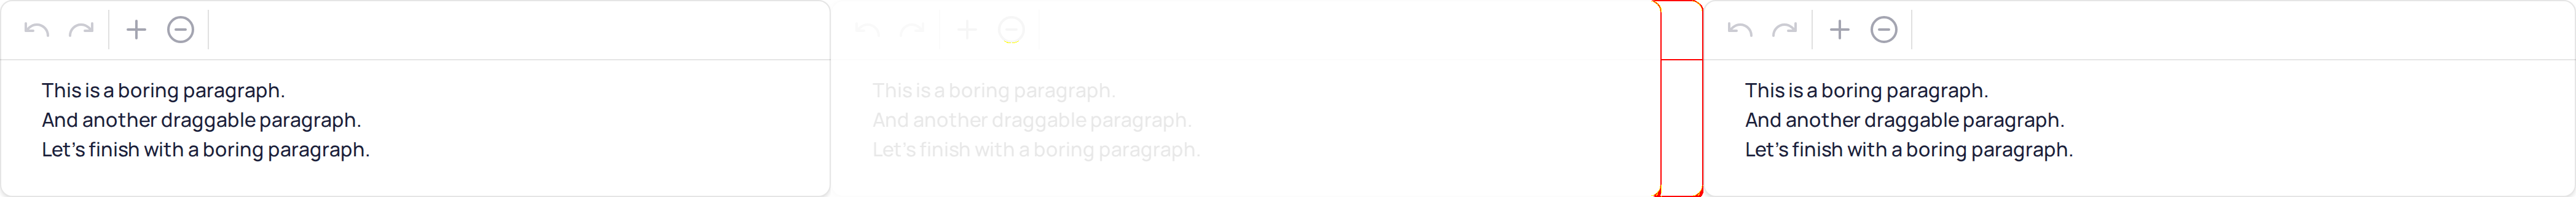 This is a boring paragraph.
And another draggable paragraph.
Let's finish with a boring paragraph.
This is a boring paragraph.
And another draggable paragraph.
Let's finish with a boring paragraph.
This is a boring paragraph.
And another draggable paragraph.
Let's finish with a boring paragraph.